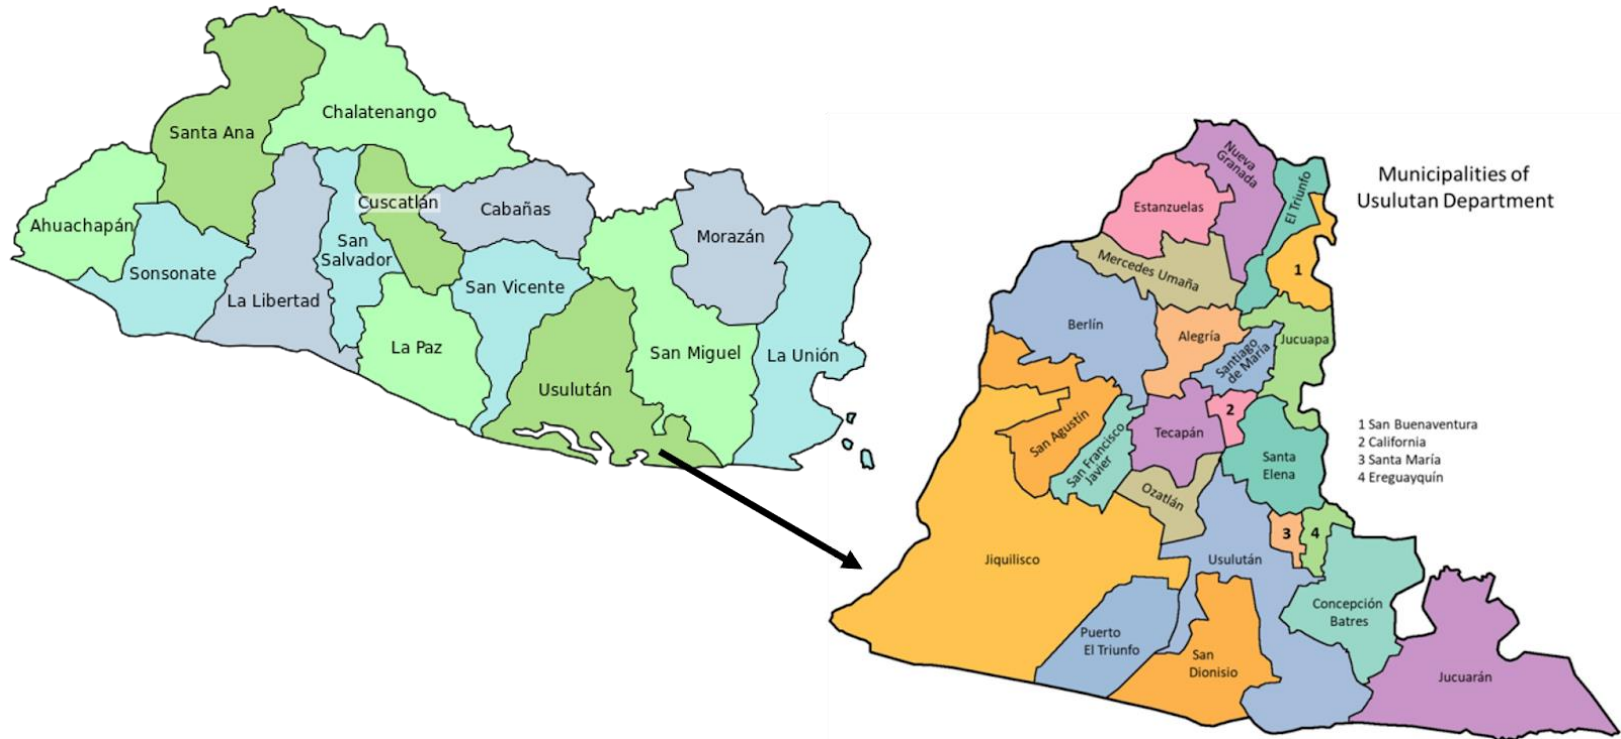 Chalatenango
Santa Ana
Cuscatlán
Cabañas
Ahuachapán
Morazán
San
Salvador
Sonsonate
San Vicente
La Libertad
La Paz
San Miguel
La Unión
Usulután
Municipalities of
Usulutan Department
Nueva
Granada
El Triunfo
Estanzuelas
Mercedes Umaña
1
Berlín
Alegría
Jucuapa
Santiago
de María
2
San Agustín
Tecapán
San Francisco
Javier
Santa
Elena
Ozatlán
1 San Buenaventura
2 California
3 Santa María
4 Ereguayquín
3
4
Jiquilisco
Usulután
Concepción
Batres
Puerto
El Triunfo
San
Dionisio
Jucuarán